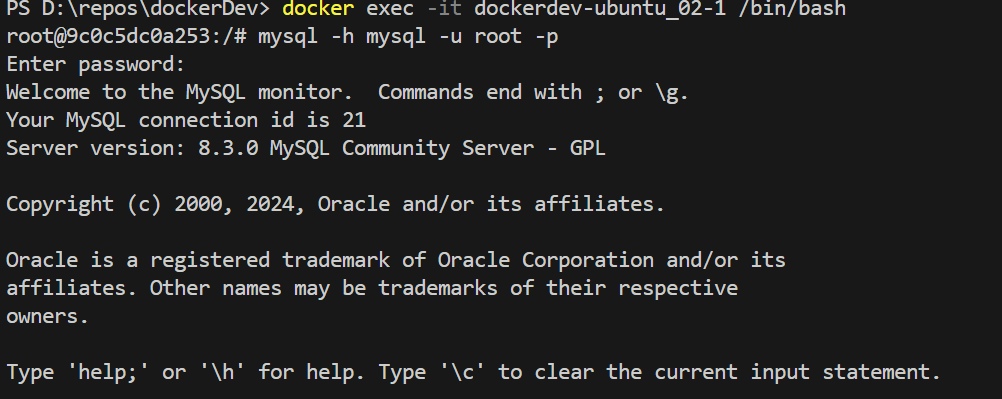 PS D:\repos\dockerDev> docker exec -it dockerdev-ubuntu_02-1 /bin/bash
root@9c0c5dc0a253:/# mysql -h mysql -u root -p
Enter password:
Welcome to the MySQL monitor.  Commands end with ; or \g.
Your MySQL connection id is 21
Server version: 8.3.0 MySQL Community Server - GPL
Copyright (c) 2000, 2024, Oracle and/or its affiliates.
Oracle is a registered trademark of Oracle Corporation and/or its
affiliates. Other names may be trademarks of their respective
owners.
Type 'help;' or '\h' for help. Type '\c' to clear the current input statement.